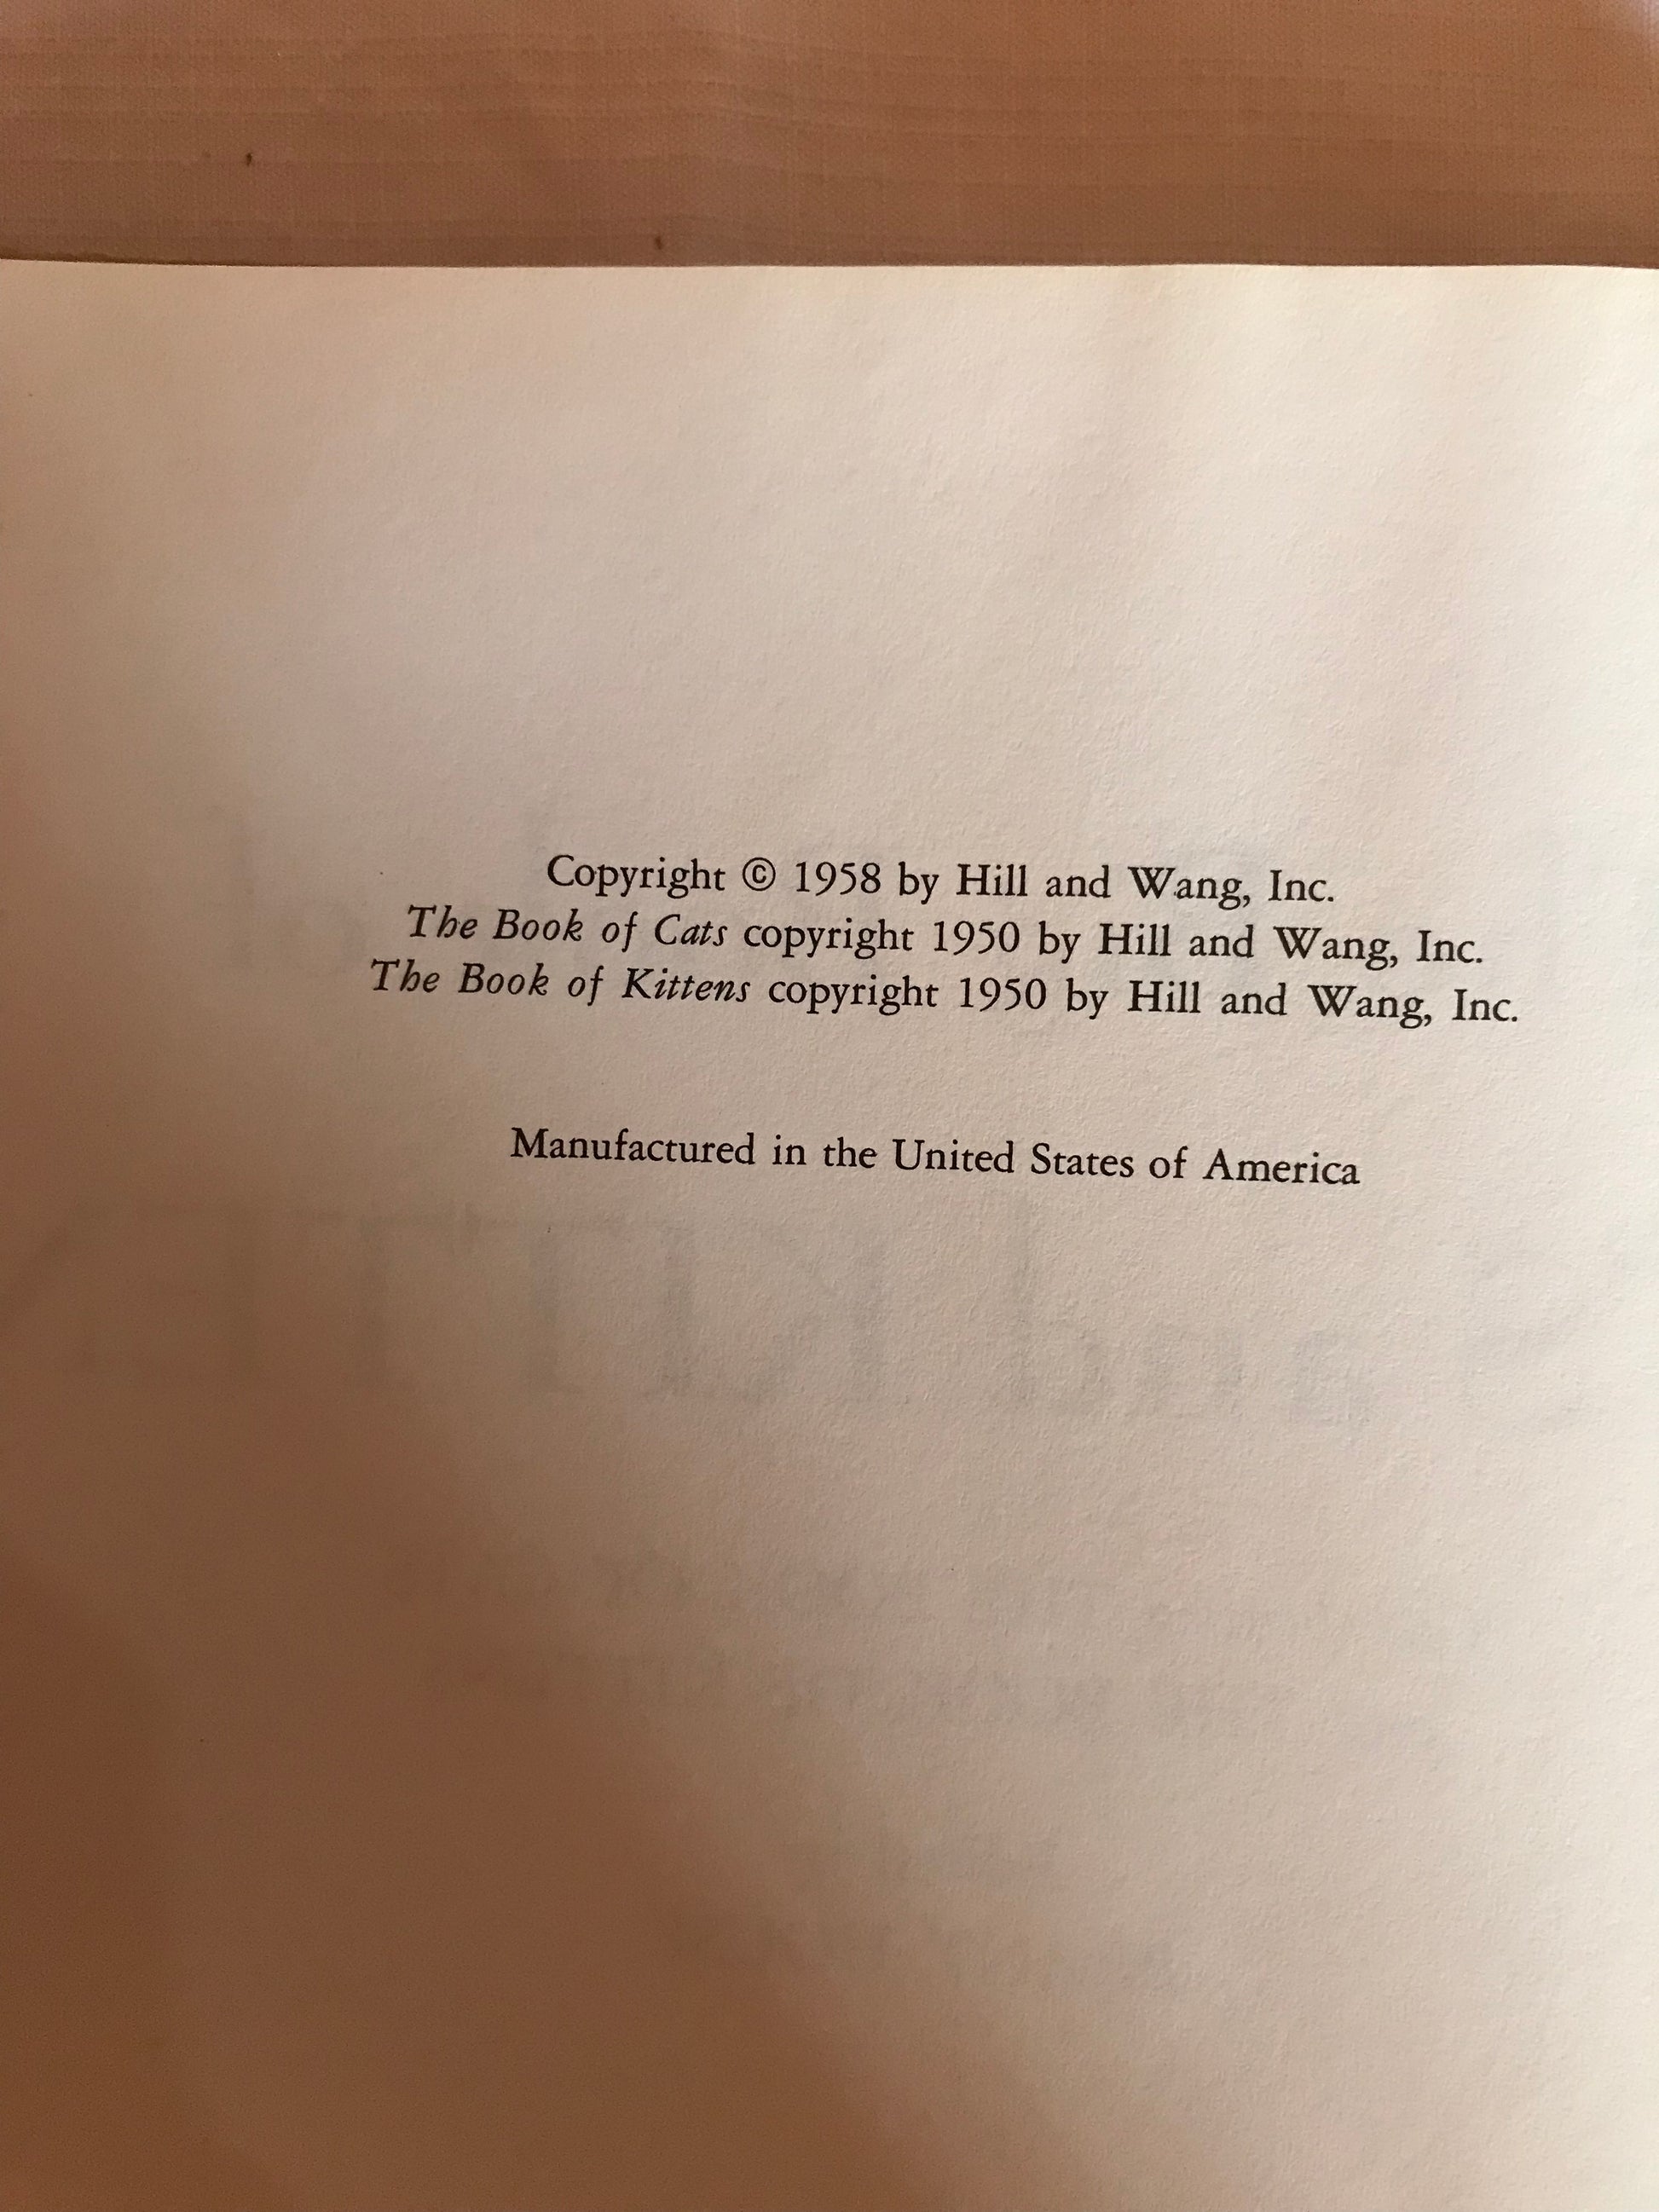 Copyright © 1958 by Hill and Wang, Inc.
The Book of Cats copyright 1950 by Hill and Wang, Inc.
The Book of Kittens copyright 1950 by Hill and Wang, Inc.
Manufactured in the United States of America